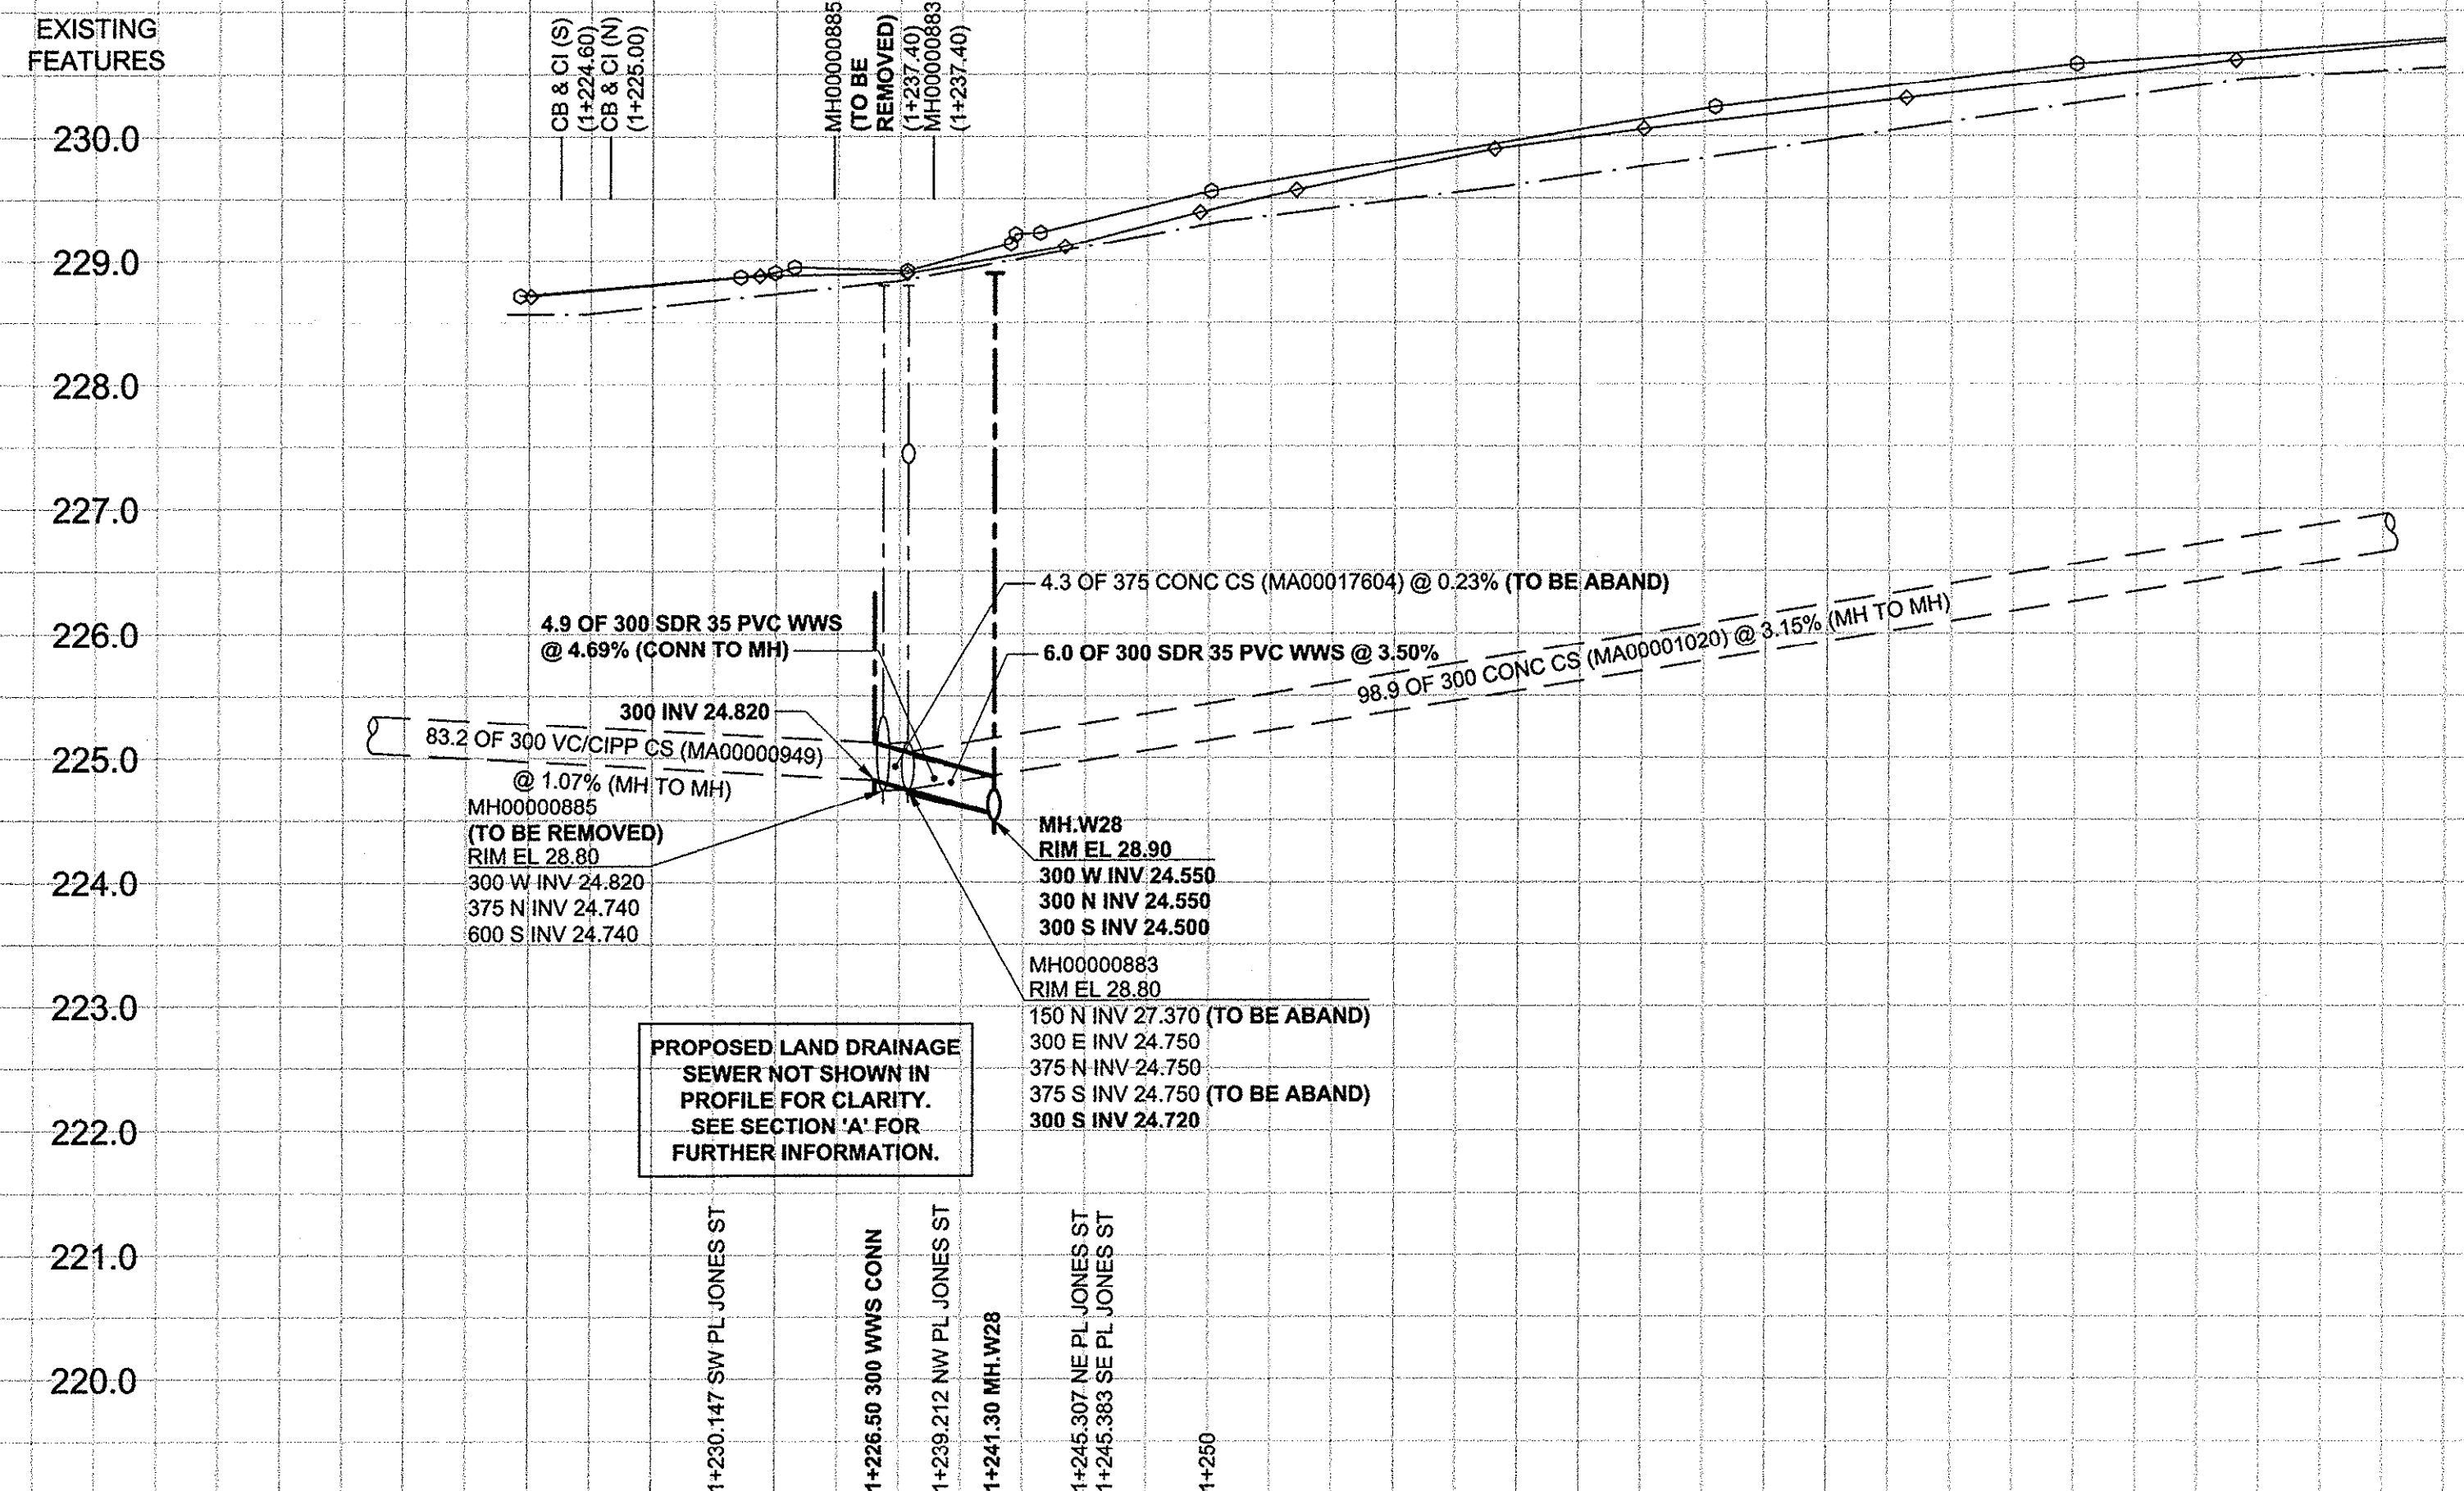 EXISTING
FEATURES
CB & CI (S)
(1+224.60)
CB & CI (N)
(1+225.00)
MH00000885
(TO BE
REMOVED)
(1+237.40)
MH00000883
(1+237.40)
230.0
229.0
228.0
227.0
226.0
225.0
224.0
223.0
222.0
221.0
220.0
4.3 OF 375 CONC CS (MA00017604) @ 0.23% (TO BE ABAND)
4.9 OF 300 SDR 35 PVC WWS
@ 4.69% (CONN TO MH)
6.0 OF 300 SDR 35 PVC WWS @ 3.50%
98.9 OF 300 CONC CS (MA00001020) @ 3.15% (MH TO MH)
300 INV 24.820
83.2 OF 300 VC/CIPP CS (MA00000949)
@ 1.07% (MH TO MH)
MH00000885
(TO BE REMOVED)
RIM EL 28.80
300 W INV 24.820
375 N INV 24.740
600 S INV 24.740
MH.W28
RIM EL 28.90
300 W INV 24.550
300 N INV 24.550
300 S INV 24.500
MH00000883
RIM EL 28.80
150 N INV 27.370 (TO BE ABAND)
300 E INV 24.750
375 N INV 24.750
375 S INV 24.750 (TO BE ABAND)
300 S INV 24.720
PROPOSED LAND DRAINAGE
SEWER NOT SHOWN IN
PROFILE FOR CLARITY.
SEE SECTION 'A' FOR
FURTHER INFORMATION.
1+230.147 SW PL JONES ST
1+226.50 300 WWS CONN
1+239.212 NW PL JONES ST
1+241.30 MH.W28
1+245.307 NE PL JONES ST
1+245.383 SE PL JONES ST
1+250